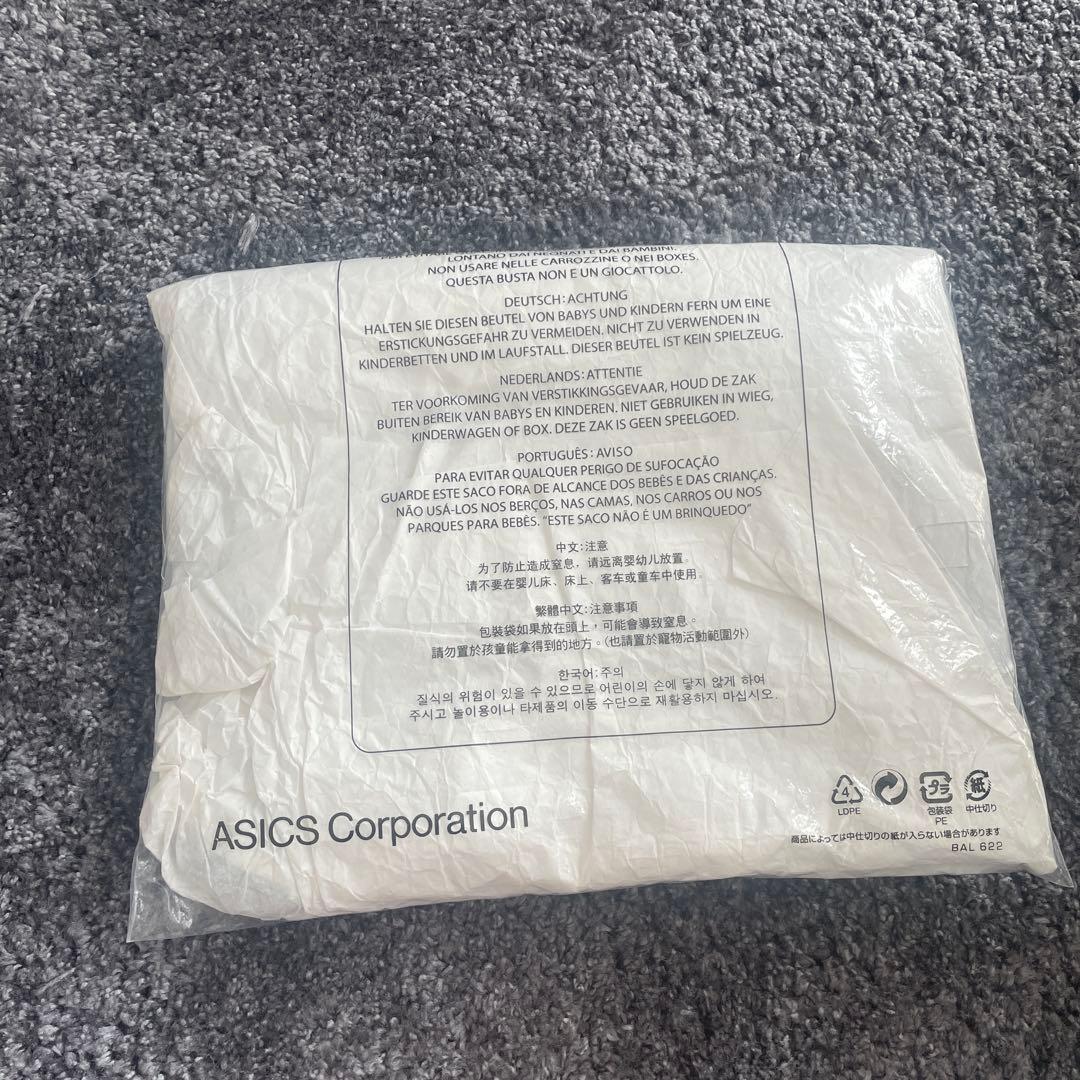 LONTANO DAI NEONATI E DAI BAMBINI.
NON USARE NELLE CARROZZINE O NEI BOXES.
QUESTA BUSTA NON E UN GIOCATTOLO.
DEUTSCH:ACHTUNG
HALTEN SIE DIESEN BEUTEL VON BABYS UND KINDERN FERN UM EINE
ERSTICKUNGSGEFAHR ZU VERMEIDEN. NICHT ZU VERWENDEN IN
KINDERBETTEN UND IM LAUFSTALL. DIESER BEUTEL IST KEIN SPIELZEUG.
NEDERLANDS:ATTENTIE
TER VOORKOMING VAN VERSTIKKINGSGEVAAR, HOUD DE ZAK
BUITEN BEREIK VAN BABYS EN KINDEREN. NIET GEBRUIKEN IN WIEG,
KINDERWAGEN OF BOX. DEZE ZAK IS GEEN SPEELGOED.
PORTUGUÊS:AVISO
PARA EVITAR QUALQUER PERIGO DE SUFOCAÇÃO
GUARDE ESTE SACO FORA DE ALCANCE DOS BEBÊS E DAS CRIANÇAS.
NÃO USÁ-LOS NOS BERÇOS, NAS CAMAS, NOS CARROS OU NOS
PARQUES PARA BEBÊS. "ESTE SACO NÃO É UM BRINQUEDO"
中文:注意
为了防止造成窒息，请远离婴幼儿放置。
请不要在婴儿床、床上、客车或童车中使用。
繁體中文:注意事項
包裝袋如果放在頭上，可能會導致窒息。
請勿置於孩童能拿得到的地方。(也請置於寵物活動範圍外)
한국어:주의
질식의 위험이 있을 수 있으므로 어린이의 손에 닿지 않게 하여
주시고 놀이용이나 타제품의 이동 수단으로 재활용하지 마십시오.
ASICS Corporation
4
LDPE
プラ
包装袋
PE
紙
中仕切り
商品によっては中仕切りの紙が入らない場合があります
BAL 622